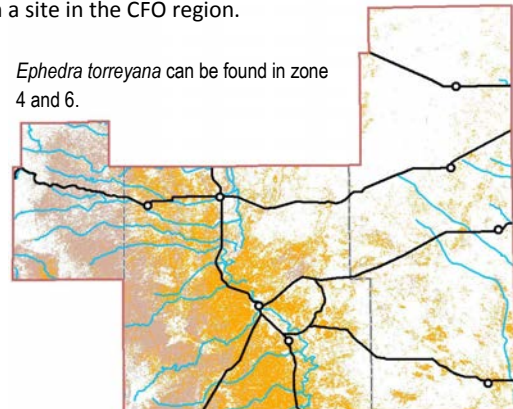 a site in the CFO region.
Ephedra torreyana can be found in zone
4 and 6.